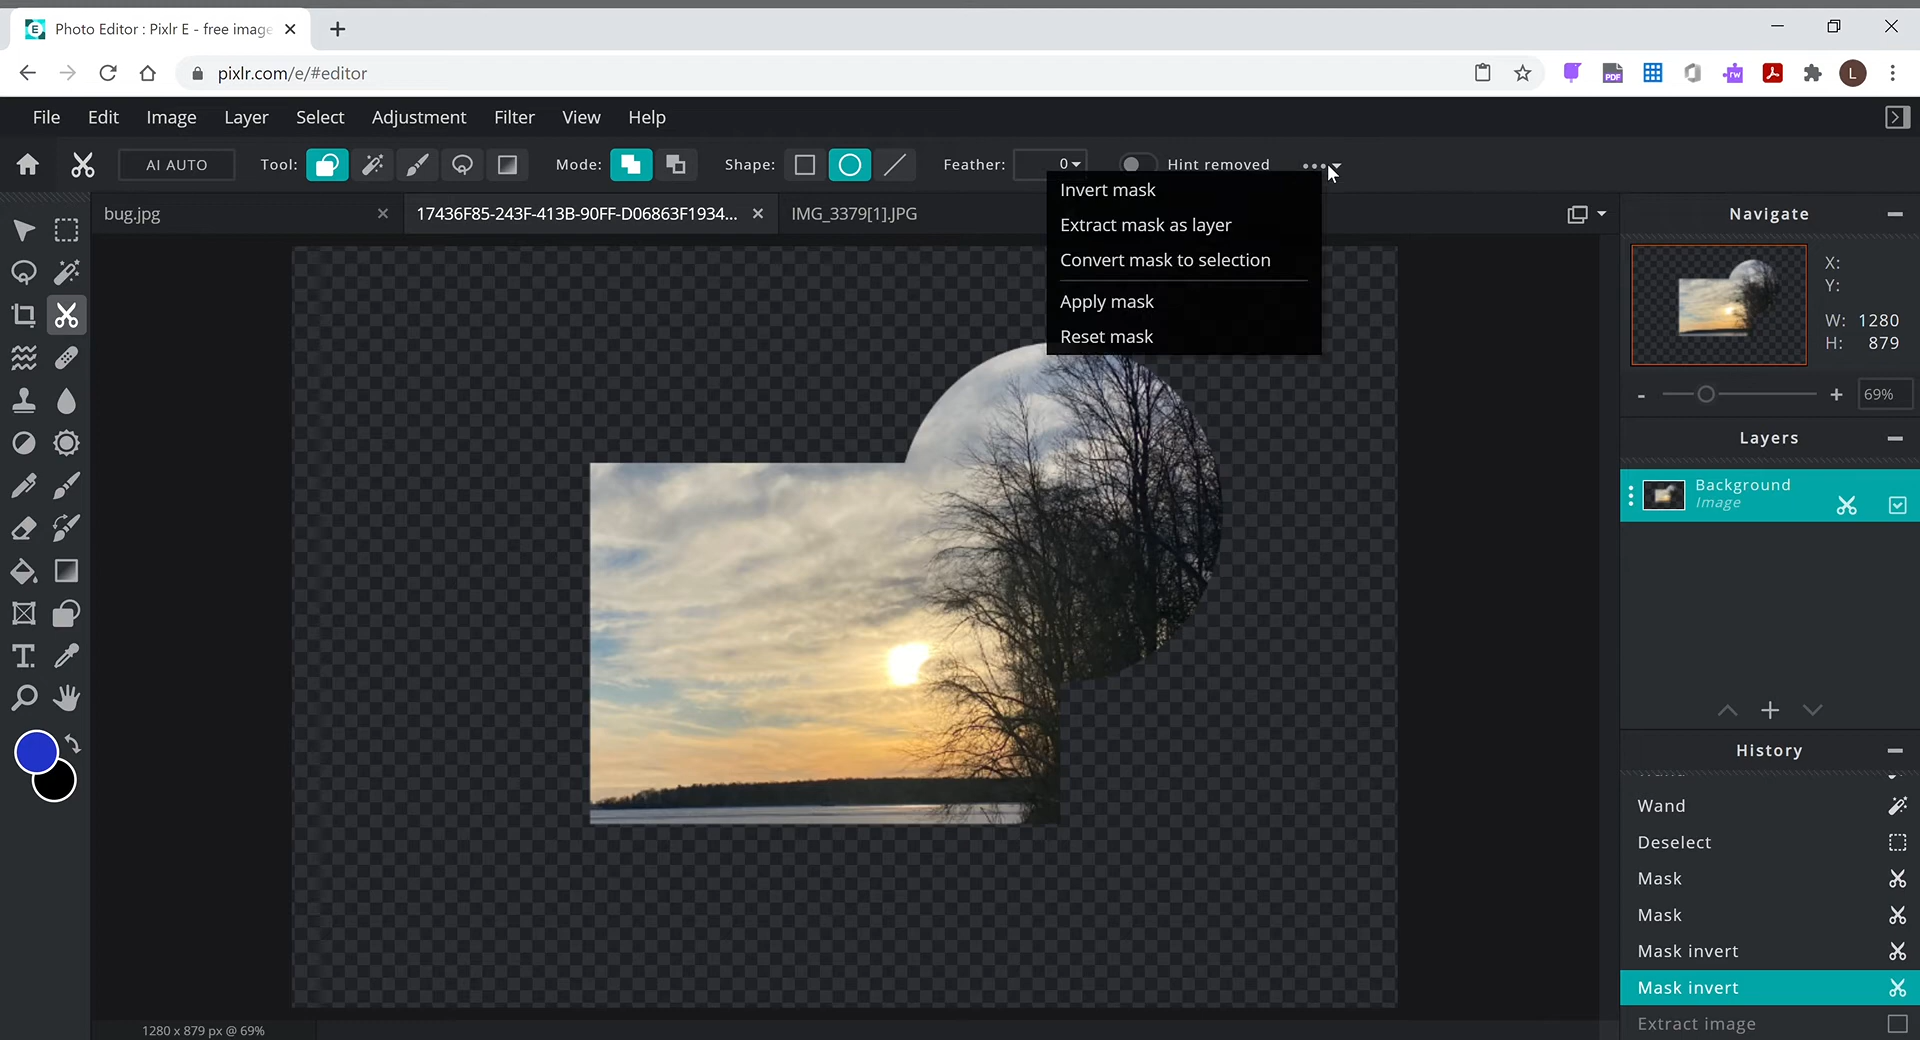 Photo Editor : Pixlr E - free image
pixlr.com/e/#editor
PDF
rw
L
File Edit Image Layer Select Adjustment Filter View Help
AI AUTO Tool: Mode: Shape: Feather: 0 Hint removed
bug.jpg
17436F85-243F-413B-90FF-D06863F1934...
IMG_3379[1].JPG
Invert mask
Extract mask as layer
Convert mask to selection
Apply mask
Reset mask
Navigate
X:
Y:
W: 1280
H: 879
69%
Layers
Background
Image
History
Wand
Deselect
Mask
Mask
Mask invert
Mask invert
Extract image
1280 x 879 px @ 69%